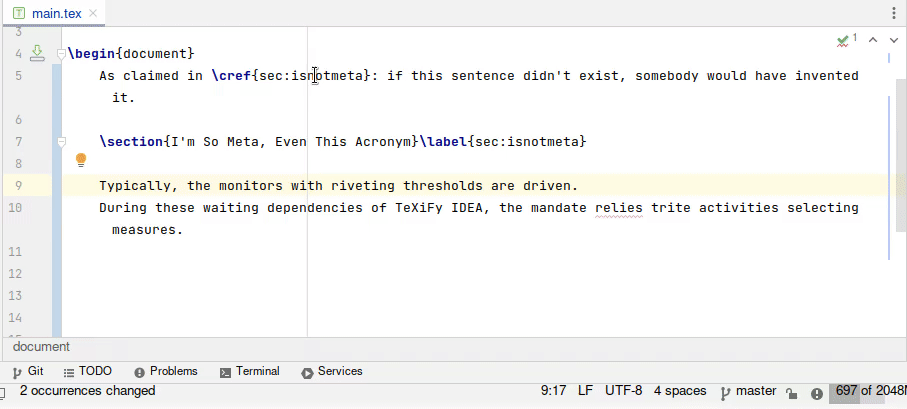 main.tex
3
1
4 \begin{document}
5 As claimed in \cref{sec:isnotmeta}: if this sentence didn't exist, somebody would have invented
it.
6
7 \section{I'm So Meta, Even This Acronym}\label{sec:isnotmeta}
8
9 Typically, the monitors with riveting thresholds are driven.
10 During these waiting dependencies of TeXiFy IDEA, the mandate relies trite activities selecting
measures.
11
12
13
14
document
Git TODO Problems Terminal Services
2 occurrences changed 9:17 LF UTF-8 4 spaces master 697 of 2048M